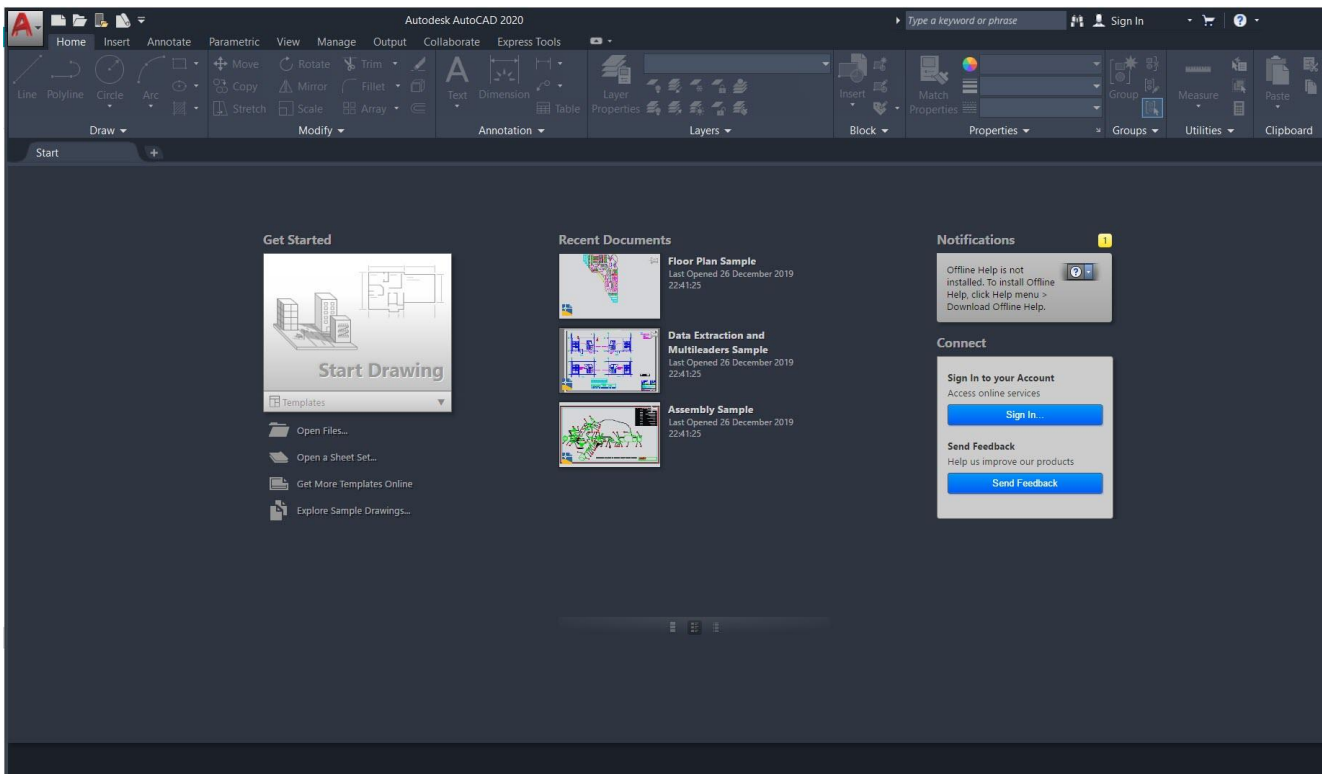 Autodesk AutoCAD 2020
Type a keyword or phrase
Sign In
Home Insert Annotate Parametric View Manage Output Collaborate Express Tools
Line Polyline Circle Arc
Move Rotate Trim
Copy Mirror Fillet
Stretch Scale Array
Text Dimension
Table
Layer Properties
Insert
Match Properties
Group
Measure
Paste
Draw Modify Annotation Layers Block Properties Groups Utilities Clipboard
Start
Get Started
Start Drawing
Templates
Open Files...
Open a Sheet Set...
Get More Templates Online
Explore Sample Drawings...
Recent Documents
Floor Plan Sample
Last Opened 26 December 2019
22:41:25
Data Extraction and
Multileaders Sample
Last Opened 26 December 2019
22:41:25
Assembly Sample
Last Opened 26 December 2019
22:41:25
Notifications
1
Offline Help is not
installed. To install Offline
Help, click Help menu >
Download Offline Help.
Connect
Sign In to your Account
Access online services
Sign In...
Send Feedback
Help us improve our products
Send Feedback